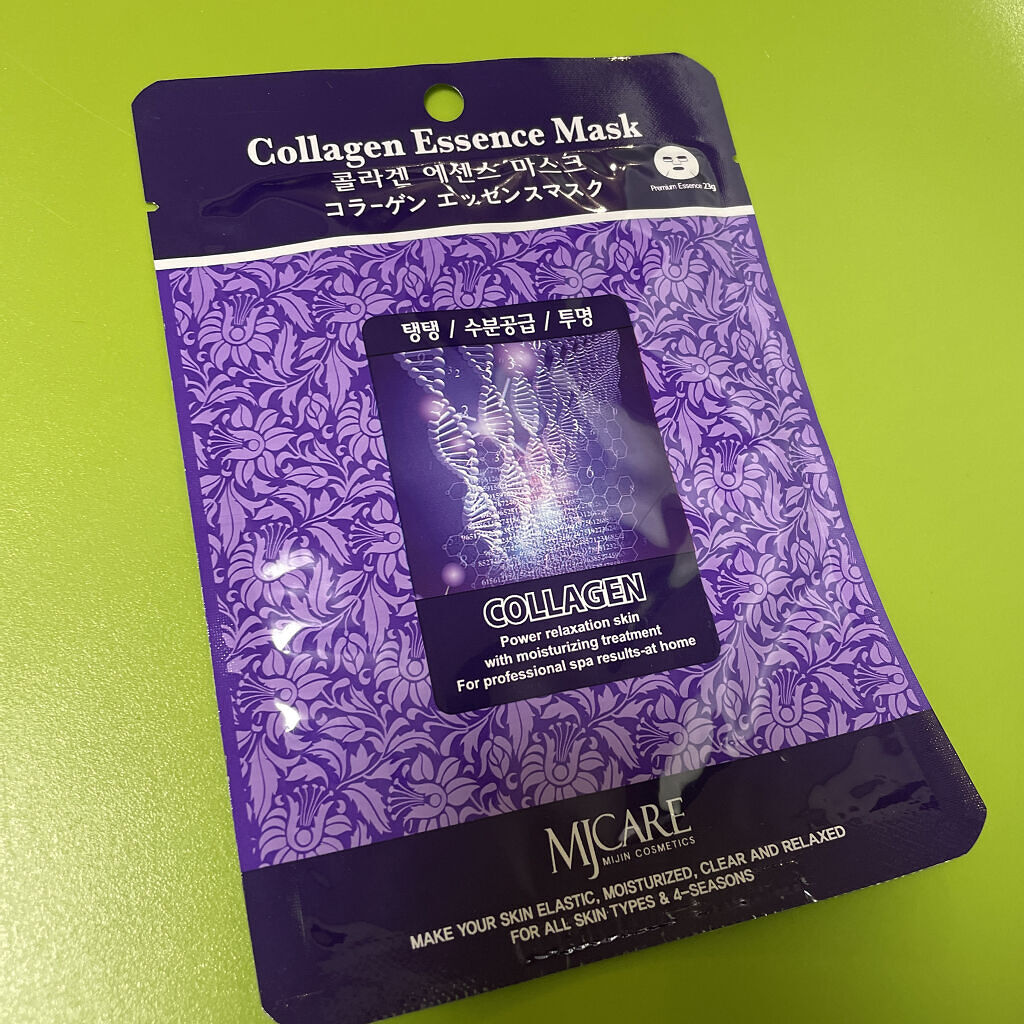 Collagen Essence Mask
콜라겐 에센스 마스크
コラーゲン エッセンスマスク
Premium Essence 23g
탱탱 / 수분공급 / 투명
COLLAGEN
Power relaxation skin
with moisturizing treatment
For professional spa results-at home
MJCARE
MIJIN COSMETICS
MAKE YOUR SKIN ELASTIC, MOISTURIZED, CLEAR AND RELAXED
FOR ALL SKIN TYPES & 4-SEASONS